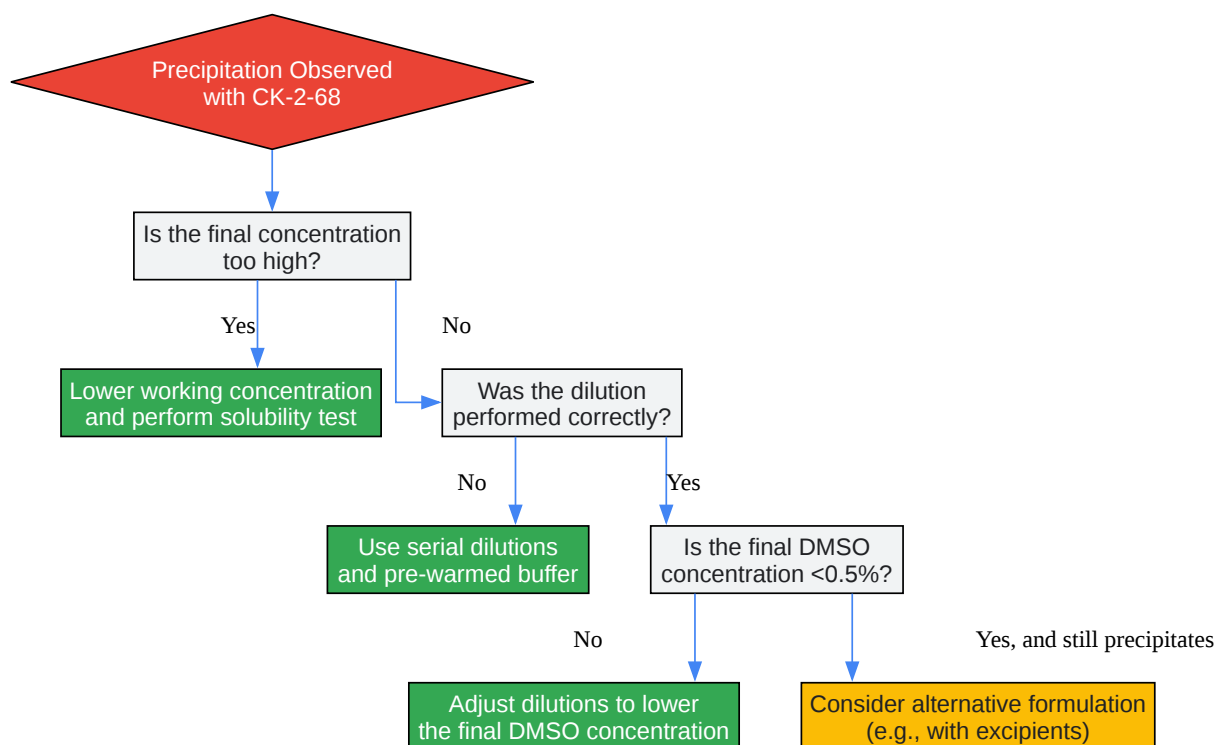 Precipitation Observed
with CK-2-68
Is the final concentration
too high?
Yes
No
Lower working concentration
and perform solubility test
Was the dilution
performed correctly?
No
Yes
Use serial dilutions
and pre-warmed buffer
Is the final DMSO
concentration <0.5%?
No
Yes, and still precipitates
Adjust dilutions to lower
the final DMSO concentration
Consider alternative formulation
(e.g., with excipients)